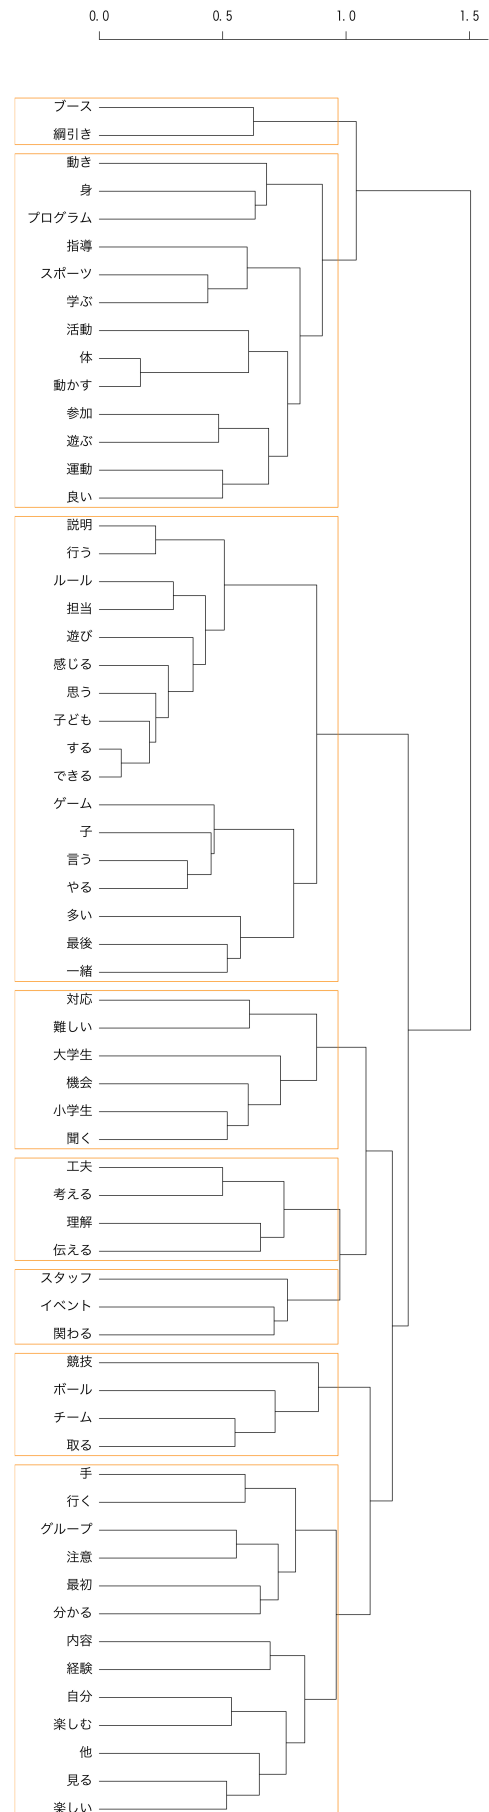 0.0 0.5 1.0 1.5
ブース
綱引き
動き
身
プログラム
指導
スポーツ
学ぶ
活動
体
動かす
参加
遊ぶ
運動
良い
説明
行う
ルール
担当
遊び
感じる
思う
子ども
する
できる
ゲーム
子
言う
やる
多い
最後
一緒
対応
難しい
大学生
機会
小学生
聞く
工夫
考える
理解
伝える
スタッフ
イベント
関わる
競技
ボール
チーム
取る
手
行く
グループ
注意
最初
分かる
内容
経験
自分
楽しむ
他
見る
楽しい